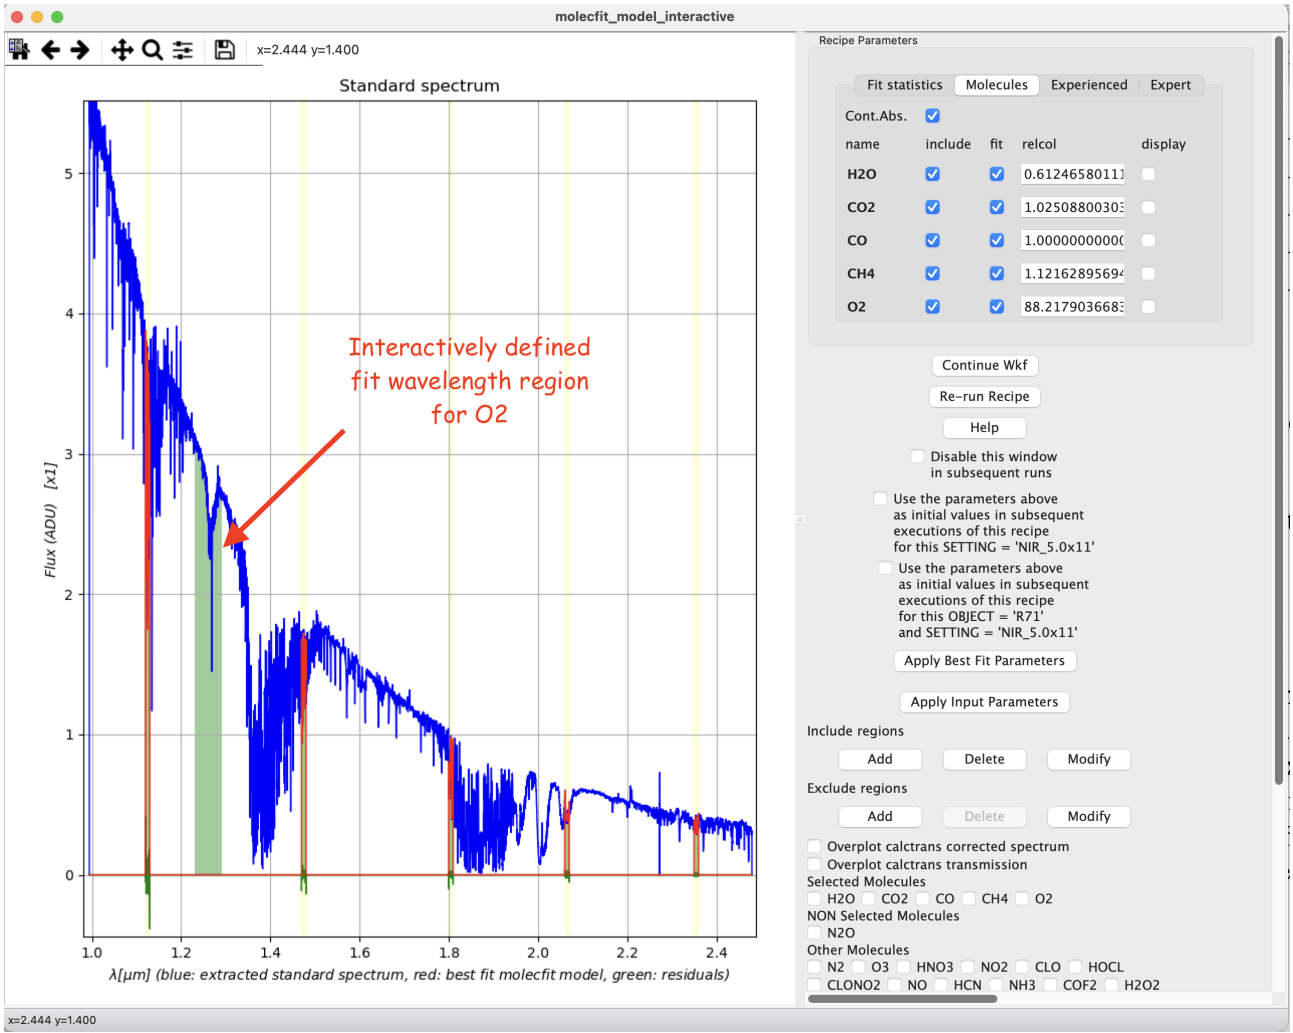 molecfit_model_interactive
x=2.444 y=1.400
Standard spectrum
5
4
3
2
1
0
Flux (ADU) [x1]
1.0 1.2 1.4 1.6 1.8 2.0 2.2 2.4
λ[µm] (blue: extracted standard spectrum, red: best fit molecfit model, green: residuals)
Interactively defined
fit wavelength region
for O2
Recipe Parameters
Fit statistics Molecules Experienced Expert
Cont.Abs.
name include fit relcol display
H2O 0.61246580111
CO2 1.02508800303
CO 1.00000000000
CH4 1.12162895694
O2 88.2179036683
Continue Wkf
Re-run Recipe
Help
Disable this window
in subsequent runs
Use the parameters above
as initial values in subsequent
executions of this recipe
for this SETTING = 'NIR_5.0x11'
Use the parameters above
as initial values in subsequent
executions of this recipe
for this OBJECT = 'R71'
and SETTING = 'NIR_5.0x11'
Apply Best Fit Parameters
Apply Input Parameters
Include regions
Add Delete Modify
Exclude regions
Add Delete Modify
Overplot calctrans corrected spectrum
Overplot calctrans transmission
Selected Molecules
H2O CO2 CO CH4 O2
NON Selected Molecules
N2O
Other Molecules
N2 O3 HNO3 NO2 CLO HOCL
CLONO2 NO HCN NH3 COF2 H2O2
x=2.444 y=1.400